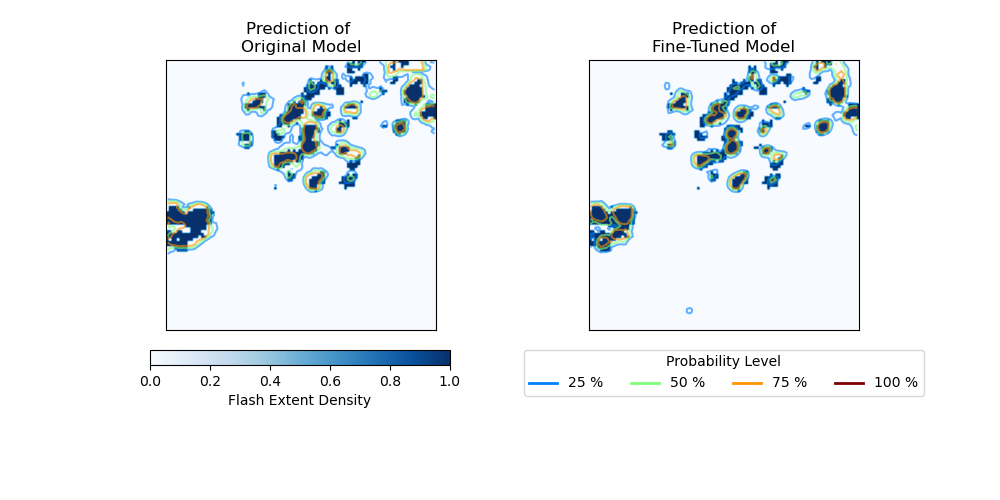 Prediction of
Original Model
Prediction of
Fine-Tuned Model
0.0 0.2 0.4 0.6 0.8 1.0
Flash Extent Density
Probability Level
25 % 50 % 75 % 100 %